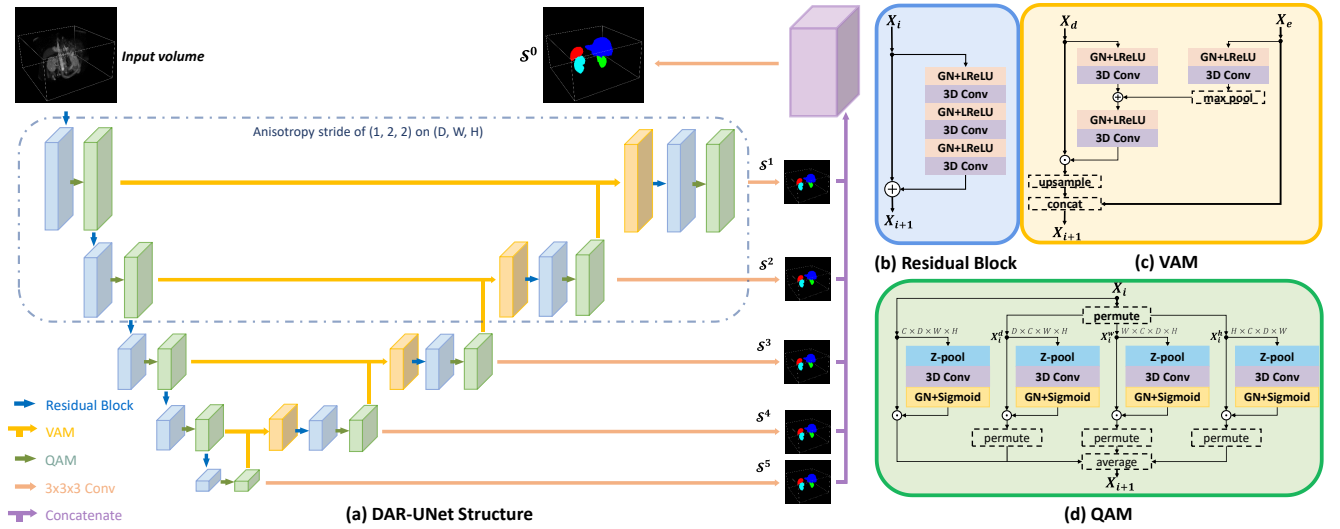 Input volume
S^0
Anisotropy stride of (1, 2, 2) on (D, W, H)
S^1
S^2
S^3
S^4
S^5
Residual Block
VAM
QAM
3x3x3 Conv
Concatenate
(a) DAR-UNet Structure
X_i
GN+LReLU
3D Conv
GN+LReLU
3D Conv
GN+LReLU
3D Conv
X_{i+1}
(b) Residual Block
X_d
X_e
GN+LReLU
3D Conv
GN+LReLU
3D Conv
max pool
GN+LReLU
3D Conv
upsample
concat
X_{i+1}
(c) VAM
X_i
permute
C × D × W × H
X_i^d
D × C × W × H
X_i^w
W × C × D × H
X_i^h
H × C × D × W
Z-pool
3D Conv
GN+Sigmoid
Z-pool
3D Conv
GN+Sigmoid
Z-pool
3D Conv
GN+Sigmoid
Z-pool
3D Conv
GN+Sigmoid
permute
permute
permute
average
X_{i+1}
(d) QAM